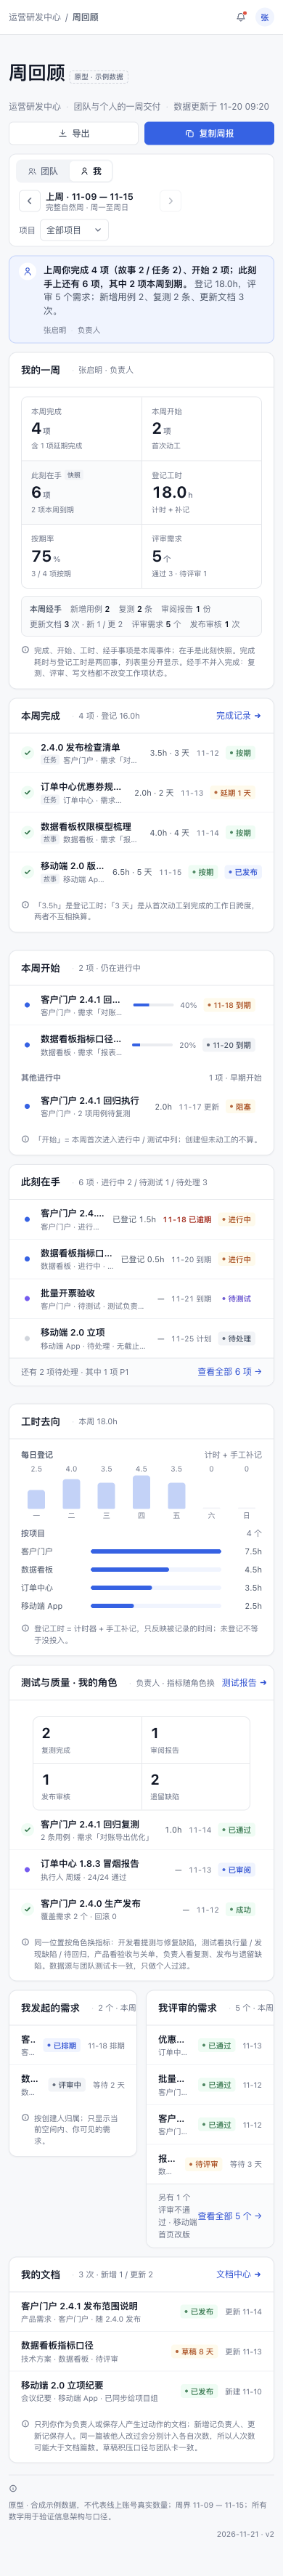 运营研发中心 / 周回顾
张
周回顾 原型 · 示例数据
运营研发中心 · 团队与个人的一周交付 · 数据更新于 11-20 09:20
导出
复制周报
团队 我
上周 · 11-09 — 11-15
完整自然周 · 周一至周日
项目 全部项目
上周你完成 4 项（故事 2 / 任务 2）、开始 2 项；此刻
手上还有 6 项，其中 2 项本周到期。登记 18.0h，评
审 5 个需求；新增用例 2、复测 2 条、更新文档 3
次。
张启明 · 负责人
我的一周 张启明 · 负责人
本周完成
4 项
含 1 项延期完成
本周开始
2 项
首次动工
此刻在手 快照
6 项
2 项本周到期
登记工时
18.0 h
计时 + 补记
按期率
75 %
3 / 4 项按期
评审需求
5 个
通过 3 · 待评审 1
本周经手 新增用例 2 复测 2 条 审阅报告 1 份
更新文档 3 次 · 新 1 / 更 2 评审需求 5 个 发布审核 1 次
完成、开始、工时、经手事项是本周事件；在手是此刻快照。完成
耗时与登记工时是两回事，列表里分开显示。经手不并入完成：复
测、评审、写文档都不改变工作项状态。
本周完成 · 4 项 · 登记 16.0h 完成记录 →
2.4.0 发布检查清单 3.5h · 3 天 11-12 按期
任务 客户门户 · 需求「对...
订单中心优惠券规... 2.0h · 2 天 11-13 延期 1 天
任务 订单中心 · 需求...
数据看板权限模型梳理 4.0h · 4 天 11-14 按期
故事 数据看板 · 需求「报...
移动端 2.0 版... 6.5h · 5 天 11-15 按期 已发布
故事 移动端 Ap...
「3.5h」是登记工时；「3 天」是从首次动工到完成的工作日跨度，
两者不互相换算。
本周开始 · 2 项 · 仍在进行中
客户门户 2.4.1 回... 40% 11-18 到期
客户门户 · 需求「对账...
数据看板指标口径... 20% 11-20 到期
数据看板 · 需求「报表...
其他进行中 1 项 · 早期开始
客户门户 2.4.1 回归执行 2.0h 11-17 更新 阻塞
客户门户 · 2 项用例待复测
「开始」= 本周首次进入进行中 / 测试中列；创建但未动工的不算。
此刻在手 6 项 · 进行中 2 / 待测试 1 / 待处理 3
客户门户 2.4.... 已登记 1.5h 11-18 已逾期 进行中
客户门户 · 进行...
数据看板指标口... 已登记 0.5h 11-20 到期 进行中
数据看板 · 进行中 · ...
批量开票验收 — 11-21 到期 待测试
客户门户 · 待测试 · 测试负责...
移动端 2.0 立项 — 11-25 计划 待处理
移动端 App · 待处理 · 无截止...
还有 2 项待处理 · 其中 1 项 P1 查看全部 6 项 →
工时去向 · 本周 18.0h
每日登记 计时 + 手工补记
2.5 4.0 3.5 4.5 3.5 0 0
一 二 三 四 五 六 日
按项目 4 个
客户门户 7.5h
数据看板 4.5h
订单中心 3.5h
移动端 App 2.5h
登记工时 = 计时器 + 手工补记，只反映被记录的时间；未登记不等
于没投入。
测试与质量 · 我的角色 · 负责人 · 指标随角色换 测试报告 →
2
复测完成
1
审阅报告
1
发布审核
2
遗留缺陷
客户门户 2.4.1 回归复测 1.0h 11-14 已通过
2 条用例 · 需求「对账导出优化」
订单中心 1.8.3 冒烟报告 — 11-13 已审阅
执行人 周媛 · 24/24 通过
客户门户 2.4.0 生产发布 — 11-12 成功
覆盖需求 2 个 · 回滚 0
同一位置按角色换指标：开发看提测与修复缺陷，测试看执行量 / 发
现缺陷 / 待回归，产品看验收与关单，负责人看复测、发布与遗留缺
陷。数据源与团队测试卡一致，只做个人过滤。
我发起的需求 · 2 个 · 本周
客... 已排期 11-18 排期
客...
数... 评审中 等待 2 天
数...
按创建人归属；只显示当
前空间内、你可见的需
求。
我评审的需求 · 5 个 · 本周
优惠... 已通过 11-13
订单中...
批量... 已通过 11-12
客户门...
客户... 已通过 11-12
客户门...
报... 待评审 等待 3 天
数...
另有 1 个
评审不通
过 · 移动端
首页改版
查看全部 5 个 →
我的文档 · 3 次 · 新增 1 / 更新 2 文档中心 →
客户门户 2.4.1 发布范围说明 已发布 更新 11-14
产品需求 · 客户门户 · 随 2.4.0 发布
数据看板指标口径 草稿 8 天 更新 11-13
技术方案 · 数据看板 · 待评审
移动端 2.0 立项纪要 已发布 新建 11-10
会议纪要 · 移动端 App · 已同步给项目组
只列你作为负责人或保存人产生过动作的文档；新增记负责人、更
新记保存人。同一篇被他人改过会分别计入各自次数，所以人次数
可能大于文档篇数。草稿积压口径与团队卡一致。
原型 · 合成示例数据，不代表线上账号真实数量；周界 11-09 — 11-15；所有
数字用于验证信息架构与口径。
2026-11-21 · v2